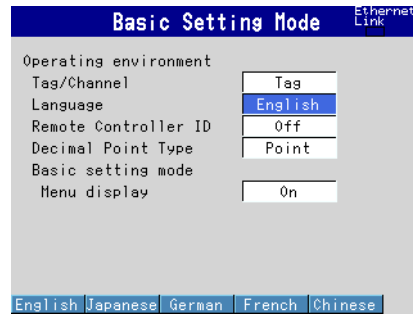 Basic Setting Mode
Ethernet
Link
Operating environment
Tag/Channel Tag
Language English
Remote Controller ID Off
Decimal Point Type Point
Basic setting mode
Menu display On
English Japanese German French Chinese